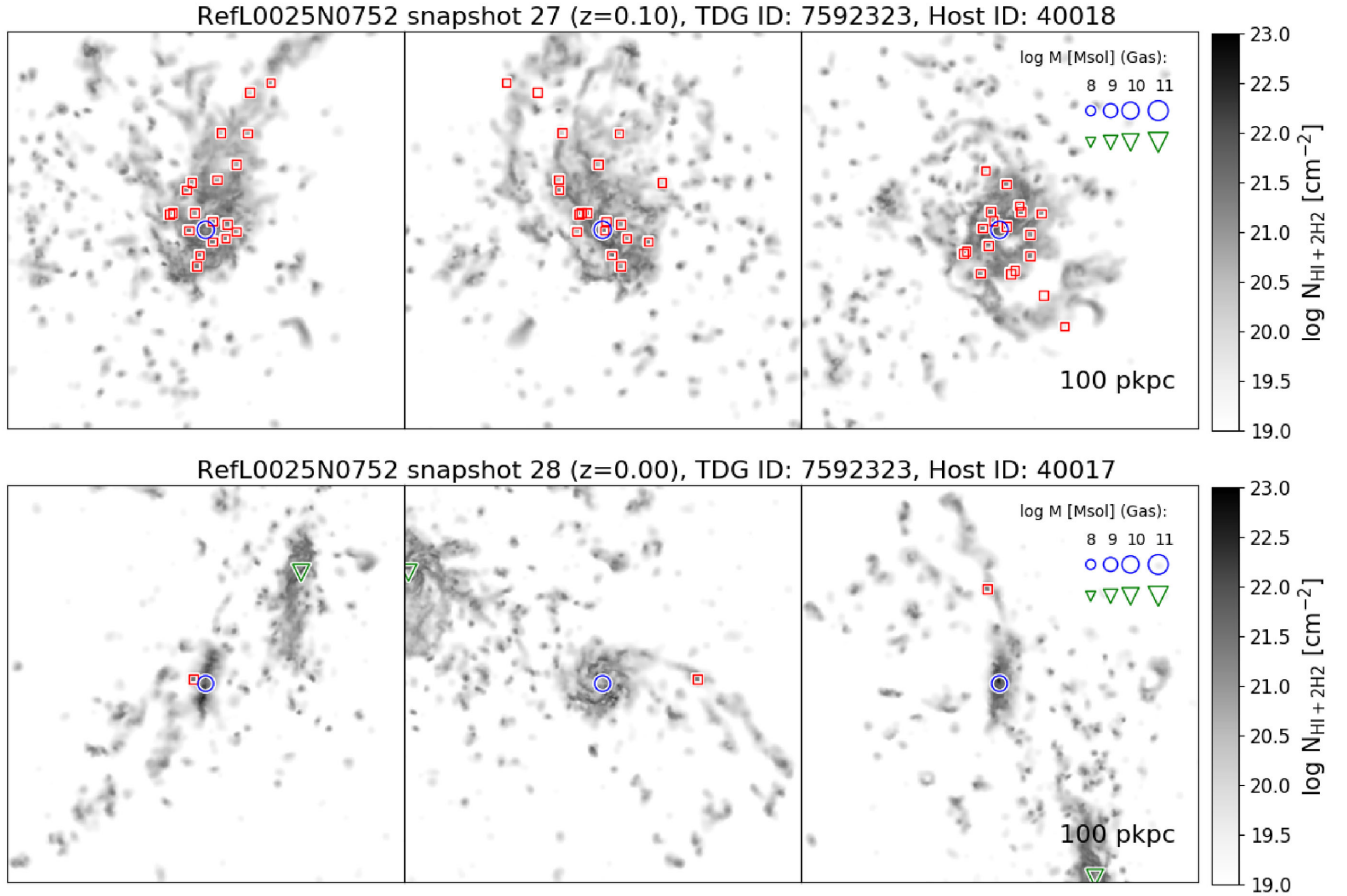 RefL0025N0752 snapshot 27 (z=0.10), TDG ID: 7592323, Host ID: 40018
log M [Msol] (Gas):
8 9 10 11
100 pkpc
23.0
22.5
22.0
21.5
21.0
20.5
20.0
19.5
19.0
log N_{HI+2H2} [cm^{-2}]
RefL0025N0752 snapshot 28 (z=0.00), TDG ID: 7592323, Host ID: 40017
log M [Msol] (Gas):
8 9 10 11
100 pkpc
23.0
22.5
22.0
21.5
21.0
20.5
20.0
19.5
19.0
log N_{HI+2H2} [cm^{-2}]